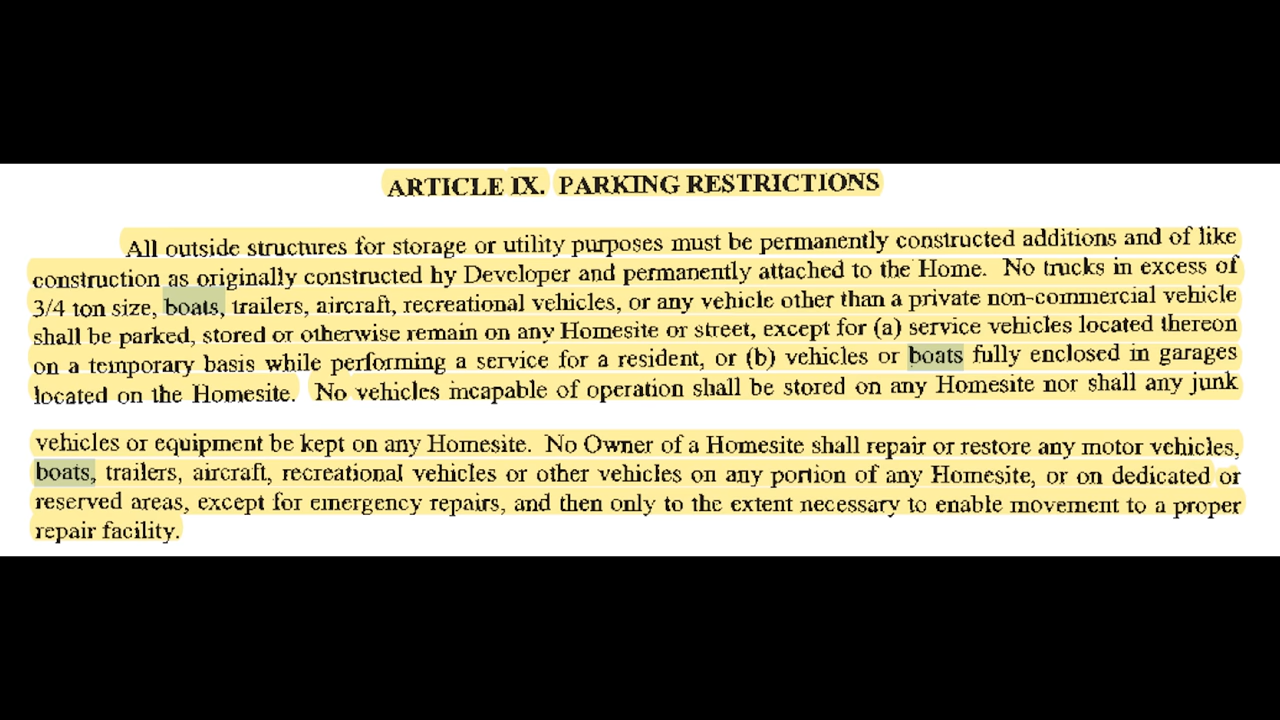 ARTICLE IX. PARKING RESTRICTIONS
All outside structures for storage or utility purposes must be permanently constructed additions and of like
construction as originally constructed by Developer and permanently attached to the Home. No trucks in excess of
3/4 ton size, boats, trailers, aircraft, recreational vehicles, or any vehicle other than a private non-commercial vehicle
shall be parked, stored or otherwise remain on any Homesite or street, except for (a) service vehicles located thereon
on a temporary basis while performing a service for a resident, or (b) vehicles or boats fully enclosed in garages
located on the Homesite. No vehicles incapable of operation shall be stored on any Homesite nor shall any junk
vehicles or equipment be kept on any Homesite. No Owner of a Homesite shall repair or restore any motor vehicles,
boats, trailers, aircraft, recreational vehicles or other vehicles on any portion of any Homesite, or on dedicated or
reserved areas, except for emergency repairs, and then only to the extent necessary to enable movement to a proper
repair facility.